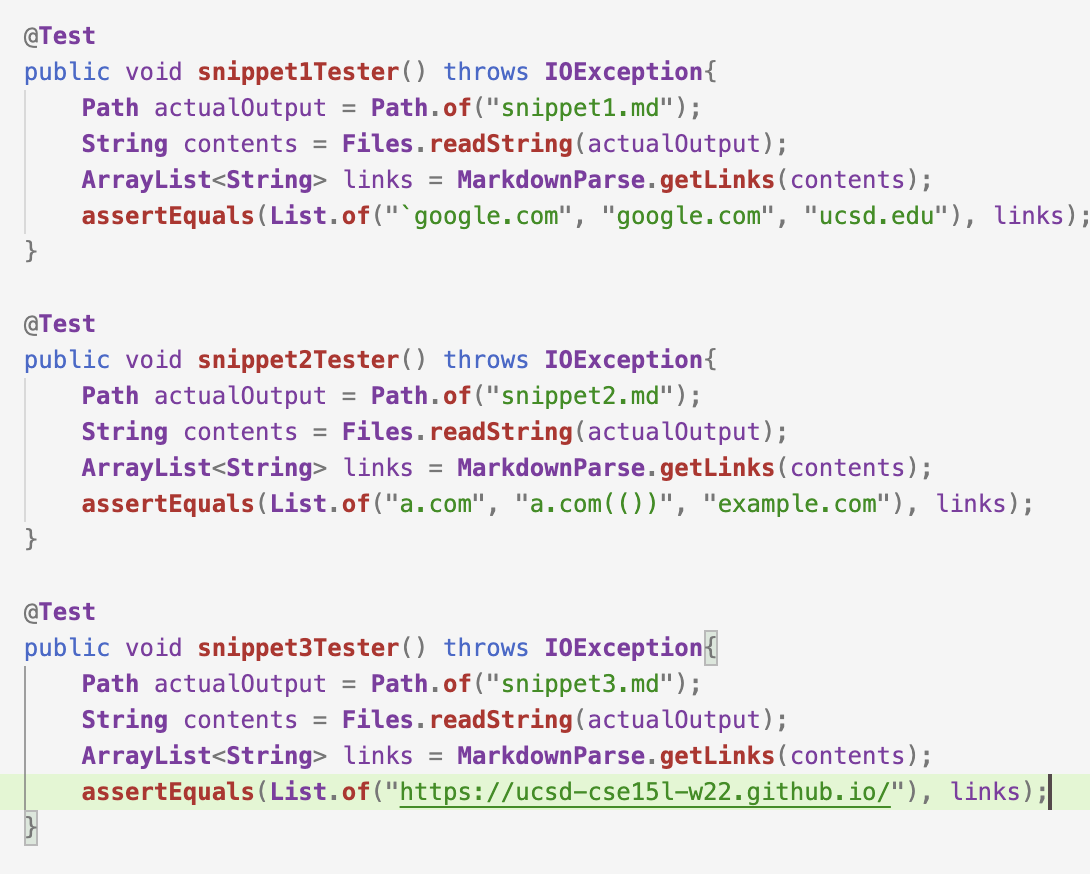 @Test
public void snippet1Tester() throws IOException{
    Path actualOutput = Path.of("snippet1.md");
    String contents = Files.readString(actualOutput);
    ArrayList<String> links = MarkdownParse.getLinks(contents);
    assertEquals(List.of("`google.com", "google.com", "ucsd.edu"), links);
}

@Test
public void snippet2Tester() throws IOException{
    Path actualOutput = Path.of("snippet2.md");
    String contents = Files.readString(actualOutput);
    ArrayList<String> links = MarkdownParse.getLinks(contents);
    assertEquals(List.of("a.com", "a.com(())", "example.com"), links);
}

@Test
public void snippet3Tester() throws IOException{
    Path actualOutput = Path.of("snippet3.md");
    String contents = Files.readString(actualOutput);
    ArrayList<String> links = MarkdownParse.getLinks(contents);
    assertEquals(List.of("https://ucsd-cse15l-w22.github.io/"), links);
}